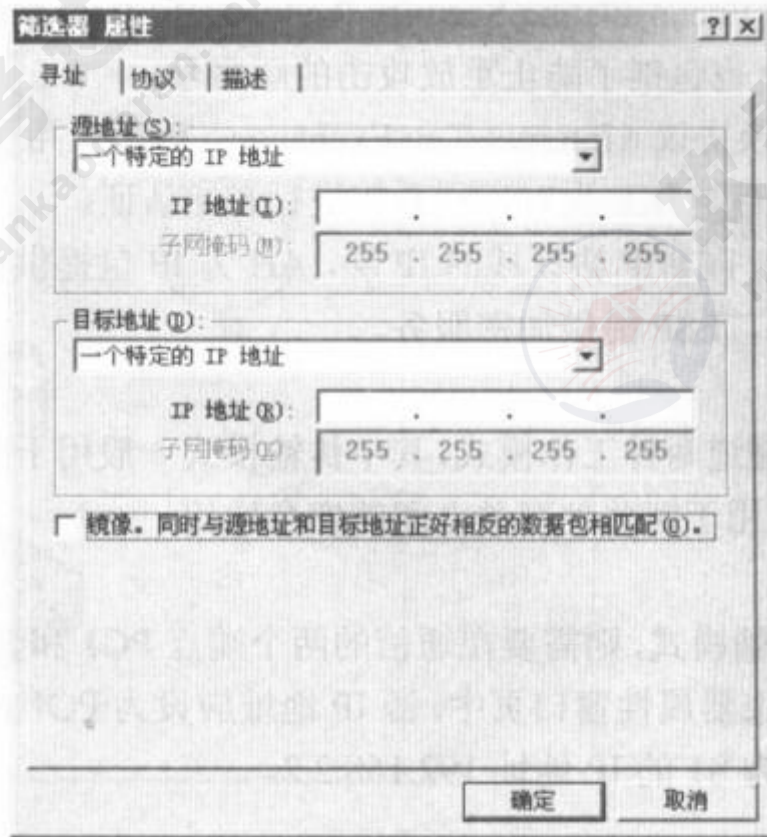 筛选器 属性
寻址 协议 描述
源地址(S):
一个特定的 IP 地址
IP 地址(I): . . .
子网掩码(M): 255 . 255 . 255 . 255
目标地址(D):
一个特定的 IP 地址
IP 地址(R): . . .
子网掩码(K): 255 . 255 . 255 . 255
镜像。同时与源地址和目标地址正好相反的数据包相匹配(O)。
确定 取消